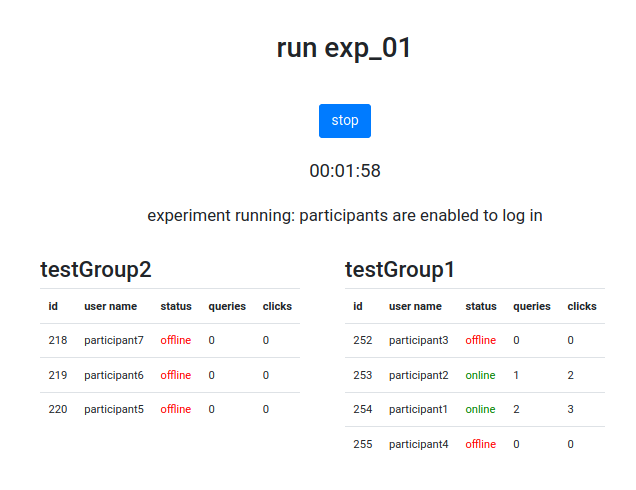 run exp_01
stop
00:01:58
experiment running: participants are enabled to log in
testGroup2
id user name status queries clicks
218 participant7 offline 0 0
219 participant6 offline 0 0
220 participant5 offline 0 0
testGroup1
id user name status queries clicks
252 participant3 offline 0 0
253 participant2 online 1 2
254 participant1 online 2 3
255 participant4 offline 0 0